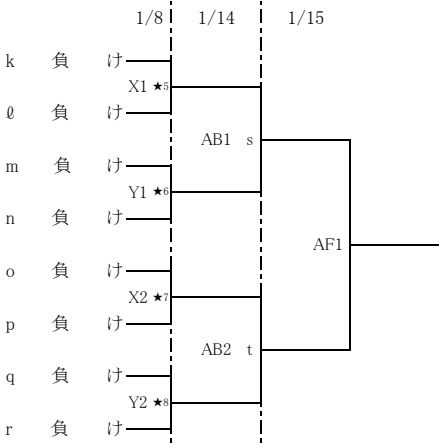 1/8 1/14 1/15
k 負 け
X1 ★5
ℓ 負 け
AB1 s
m 負 け
Y1 ★6
n 負 け
AF1
o 負 け
X2 ★7
p 負 け
AB2 t
q 負 け
Y2 ★8
r 負 け